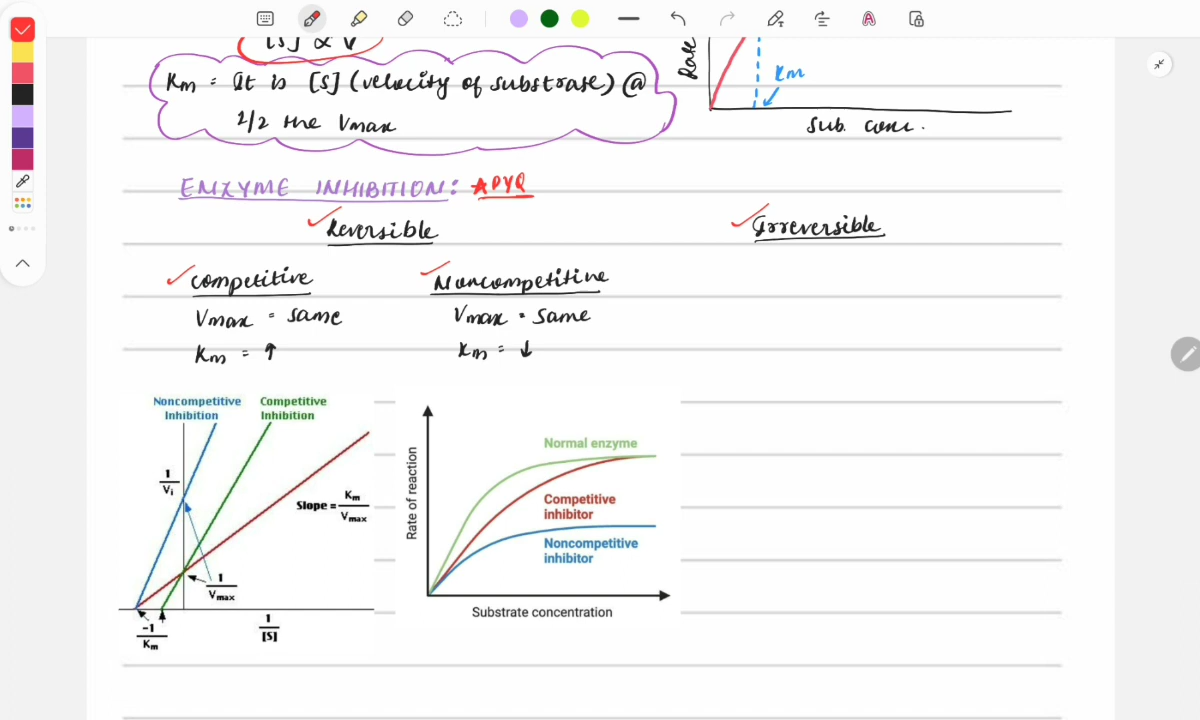 [S] ∝ V
Km = It is [S] (velocity of substrate) @
1/2 the Vmax
Rate
Km
Sub. conc.
ENZYME INHIBITION: ★PYQ
Reversible
Irreversible
Competitive
Vmax = same
Km = ↑
Noncompetitive
Vmax = same
Km = ↓
Noncompetitive
Inhibition
Competitive
Inhibition
1/Vi
Slope = Km/Vmax
1/Vmax
-1/Km
1/[S]
Rate of reaction
Normal enzyme
Competitive
inhibitor
Noncompetitive
inhibitor
Substrate concentration